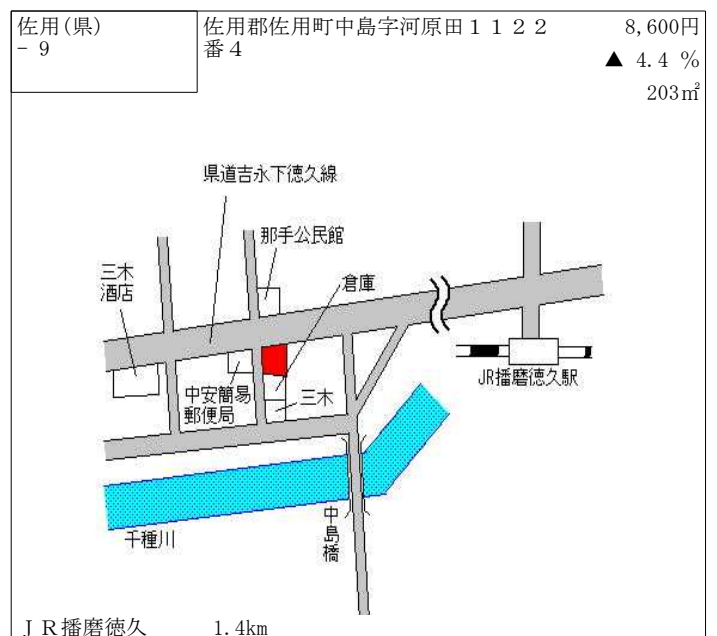 佐用(県)
- 9
佐用郡佐用町中島字河原田１１２２
番４
8,600円
▲ 4.4 %
203㎡
県道吉永下徳久線
那手公民館
三木
酒店
倉庫
JR播磨徳久駅
中安簡易
郵便局
三木
千種川
中島橋
ＪＲ播磨徳久 1.4km